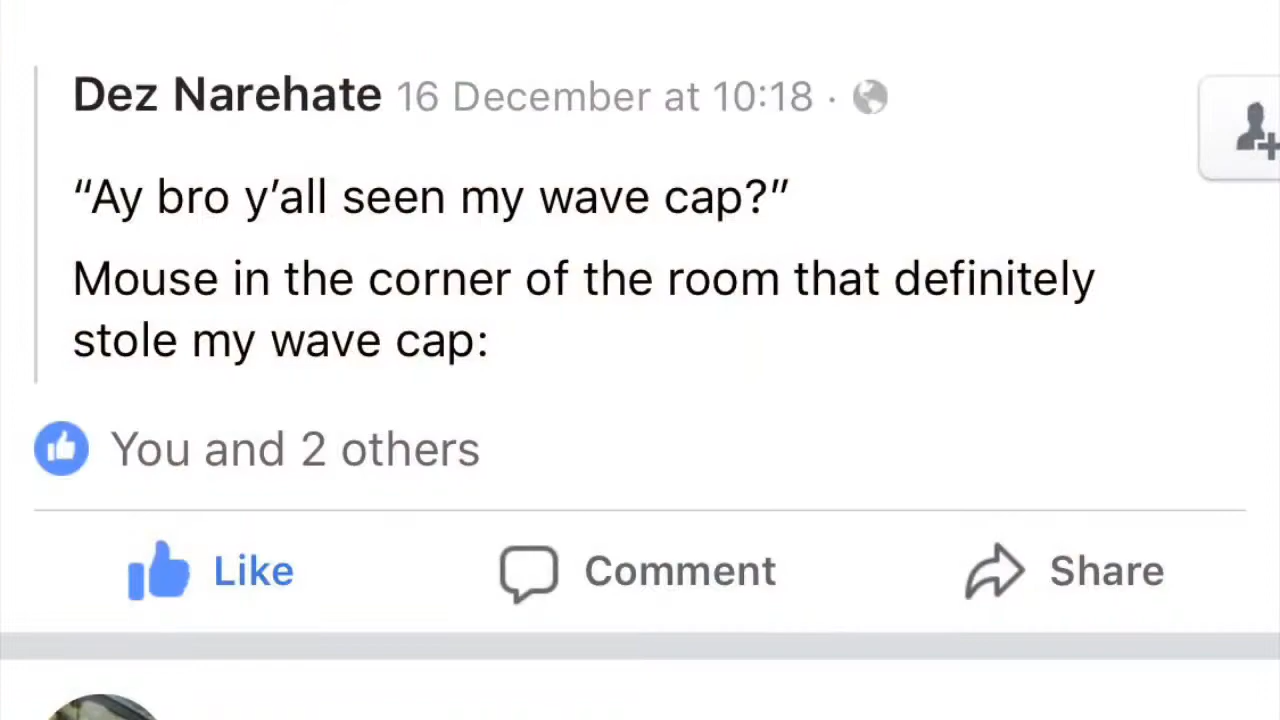 Dez Narehate 16 December at 10:18 ·
“Ay bro y’all seen my wave cap?”
Mouse in the corner of the room that definitely
stole my wave cap:
You and 2 others
Like Comment Share